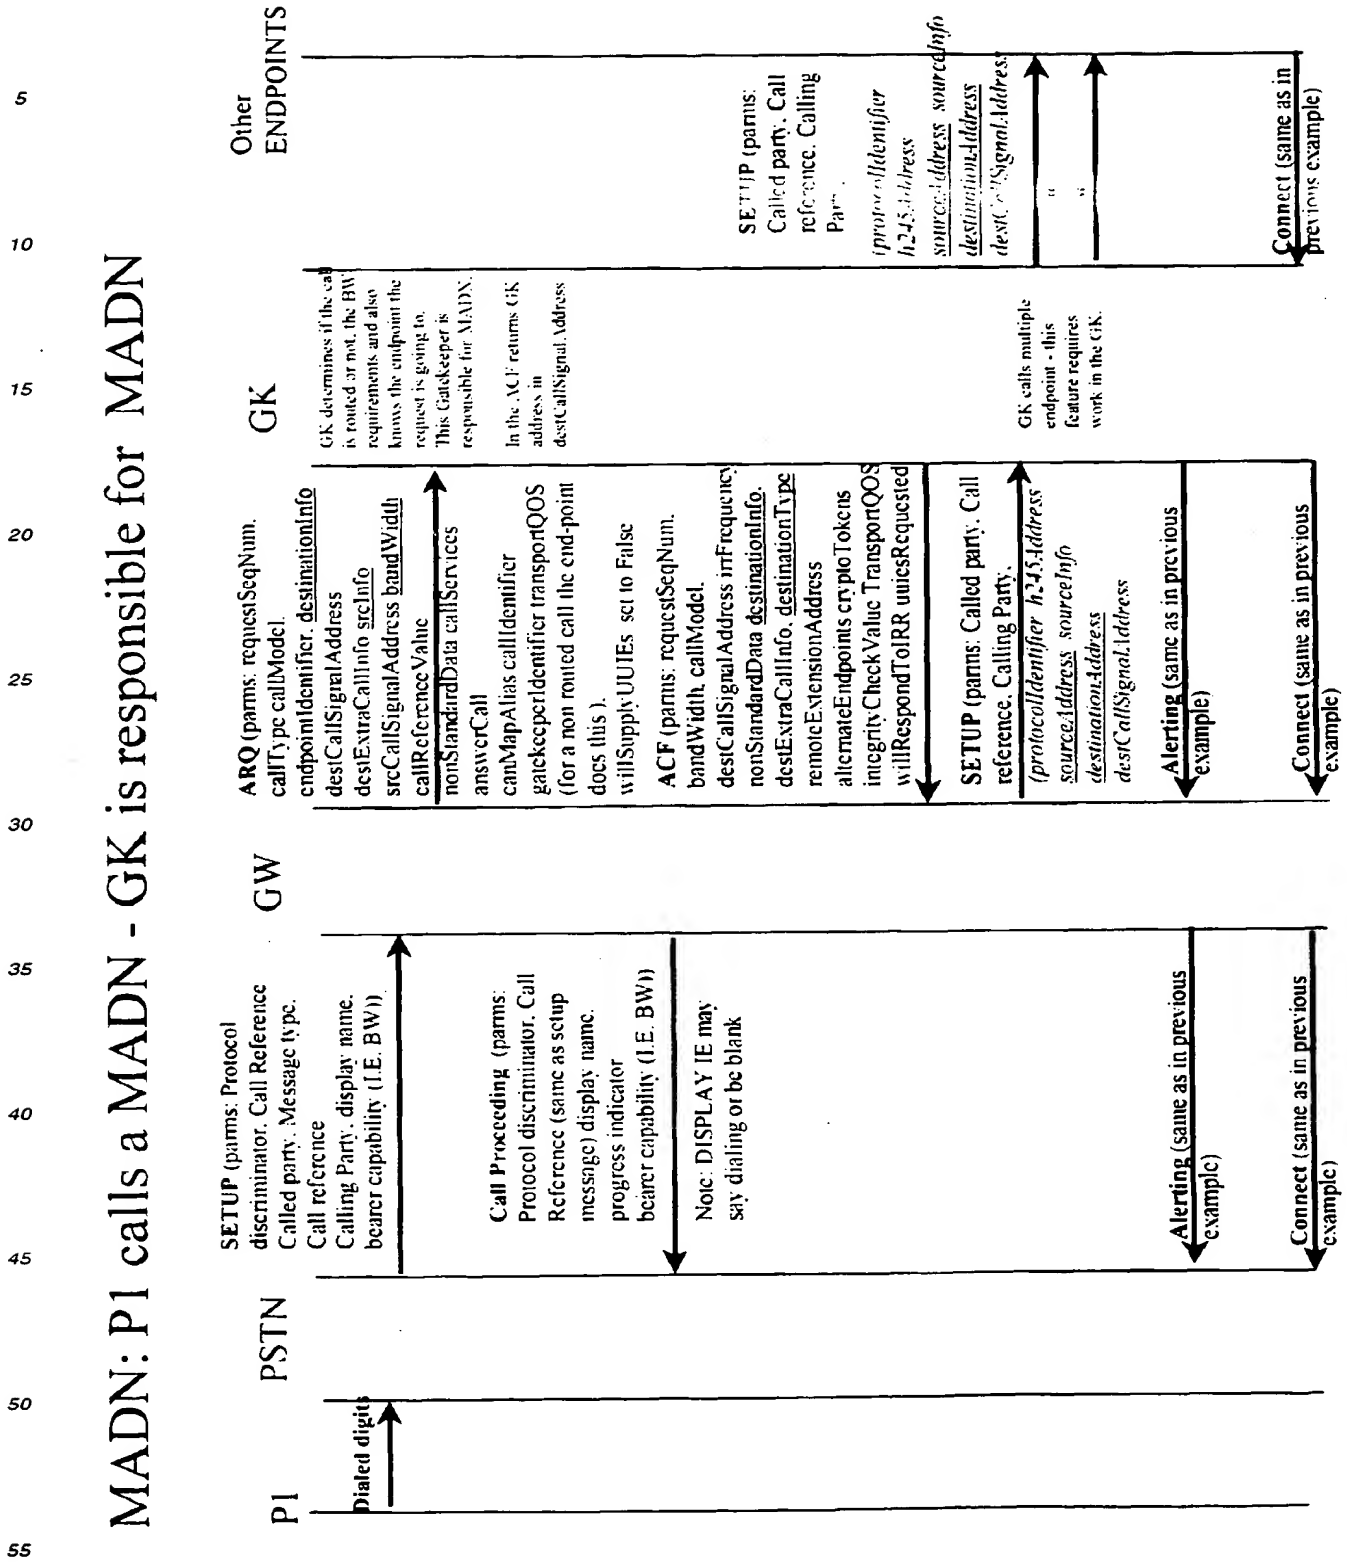 MADN: P1 calls a MADN - GK is responsible for MADN
P1
PSTN
GW
GK
Other
ENDPOINTS
Dialed digits
SETUP (parms: Protocol
discriminator. Call Reference
Called party. Message type.
Call reference
Calling Party. display name.
bearer capability (I.E. BW))
Call Proceeding (parms:
Protocol discriminator. Call
Reference (same as setup
message) display name.
progress indicator
bearer capability (I.E. BW))
Note: DISPLAY IE may
say dialing or be blank
Alerting (same as in previous
example)
Connect (same as in previous
example)
ARQ (parms: requestSeqNum.
callType callModel.
endpointIdentifier. destinationInfo
destCallSignalAddress
destExtraCallInfo srcInfo
srcCallSignalAddress bandWidth
callReferenceValue
nonStandardData callServices
answerCall
canMapAlias callIdentifier
gatekeeperIdentifier transportQOS
(for a non routed call the end-point
does this ).
willSupplyUUIEs set to False
ACF (parms: requestSeqNum.
bandWidth. callModel.
destCallSignalAddress irrFrequency
nonStandardData destinationInfo.
destExtraCallInfo. destinationType
remoteExtensionAddress
alternateEndpoints cryptoTokens
integrityCheckValue TransportQOS
willRespondToIRR uuiesRequested
SETUP (parms: Called party. Call
reference. Calling Party.
(protocolIdentifier h245Address
sourceAddress sourceInfo
destinationAddress
destCallSignalAddress
Alerting (same as in previous
example)
Connect (same as in previous
example)
GK determines if the call
is routed or not. the BW
requirements and also
knows the endpoint the
request is going to.
This Gatekeeper is
responsible for MADN.
In the ACF returns GK
address in
destCallSignalAddress
GK calls multiple
endpoint - this
feature requires
work in the GK.
SETUP (parms:
Called party. Call
reference. Calling
(protocolIdentifier
h245Address
sourceAddress sourceInfo
destinationAddress
destCallSignalAddres.
" "
Connect (same as in
previous example)
5
10
15
20
25
30
35
40
45
50
55